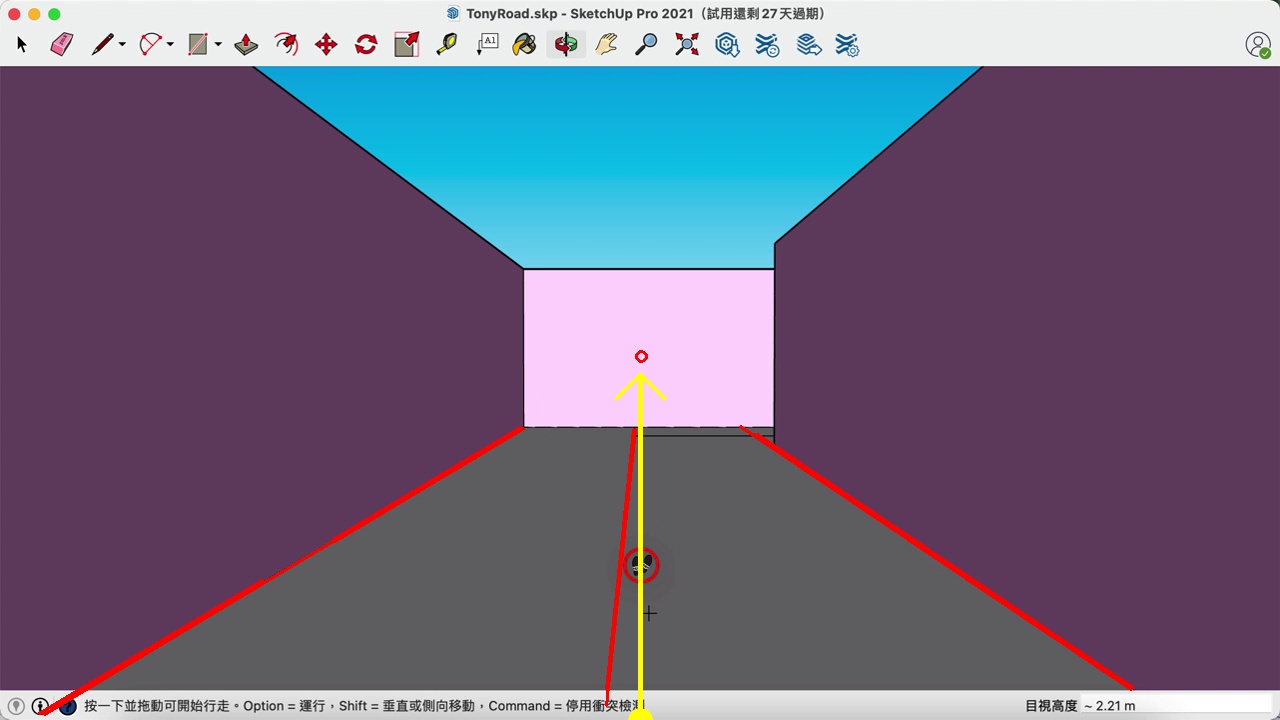 TonyRoad.skp - SketchUp Pro 2021（試用還剩 27 天過期）
A1
按一下並拖動可開始行走。Option = 運行，Shift = 垂直或側向移動，Command = 停用衝突檢測
目視高度 ~ 2.21 m